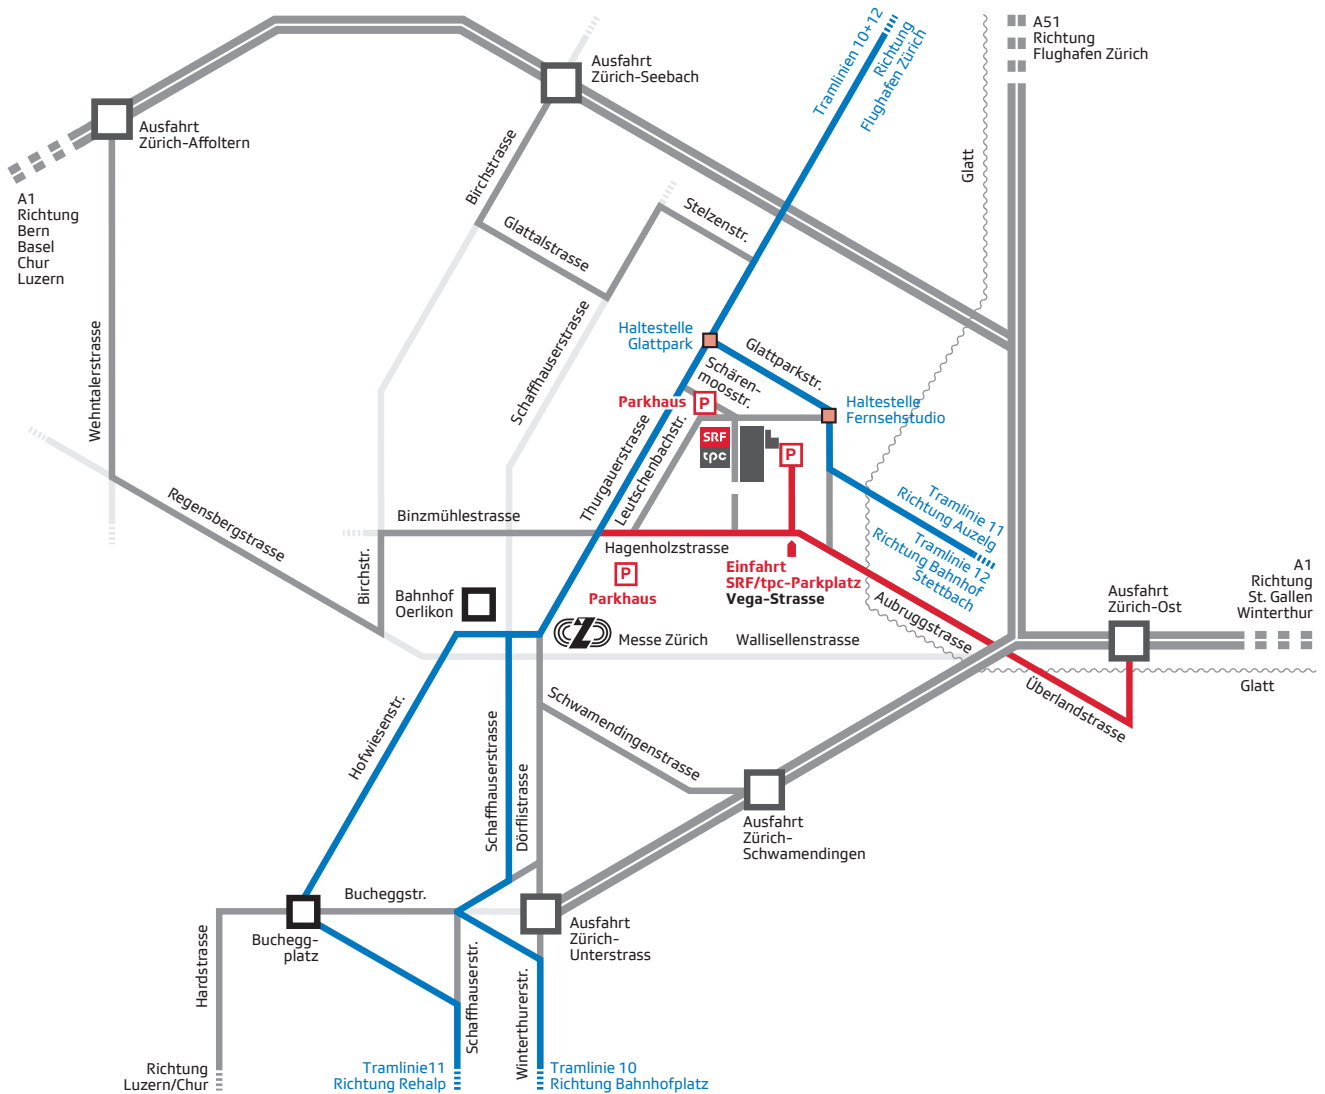 Ausfahrt
Zürich-Seebach
Tramlinien 10+12
Richtung
Flughafen Zürich
A51
Richtung
Flughafen Zürich
Ausfahrt
Zürich-Affoltern
A1
Richtung
Bern
Basel
Chur
Luzern
Birchstrasse
Glattalstrasse
Stelzenstr.
Glatt
Wehntalerstrasse
Schaffhauserstrasse
Haltestelle
Glattpark
Glattparkstr.
Schären-
moosstr.
Parkhaus
P
Haltestelle
Fernsehstudio
SRF
tpc
P
Thurgauerstrasse
Leutschenbachstr.
Regensbergstrasse
Binzmühlestrasse
Hagenholzstrasse
Tramlinie 11
Richtung Auzelg
Tramlinie 12
Richtung Bahnhof
Stettbach
Birchstr.
Bahnhof
Oerlikon
P
Parkhaus
Einfahrt
SRF/tpc-Parkplatz
Vega-Strasse
Aubruggstrasse
Ausfahrt
Zürich-Ost
A1
Richtung
St. Gallen
Winterthur
Messe Zürich
Wallisellenstrasse
Glatt
Überlandstrasse
Hofwiesenstr.
Schaffhauserstrasse
Dörflistrasse
Schwamendingenstrasse
Ausfahrt
Zürich-
Schwamendingen
Bucheggstr.
Buchegg-
platz
Ausfahrt
Zürich-
Unterstrass
Hardstrasse
Schaffhauserstr.
Winterthurerstr.
Richtung
Luzern/Chur
Tramlinie11
Richtung Rehalp
Tramlinie 10
Richtung Bahnhofplatz